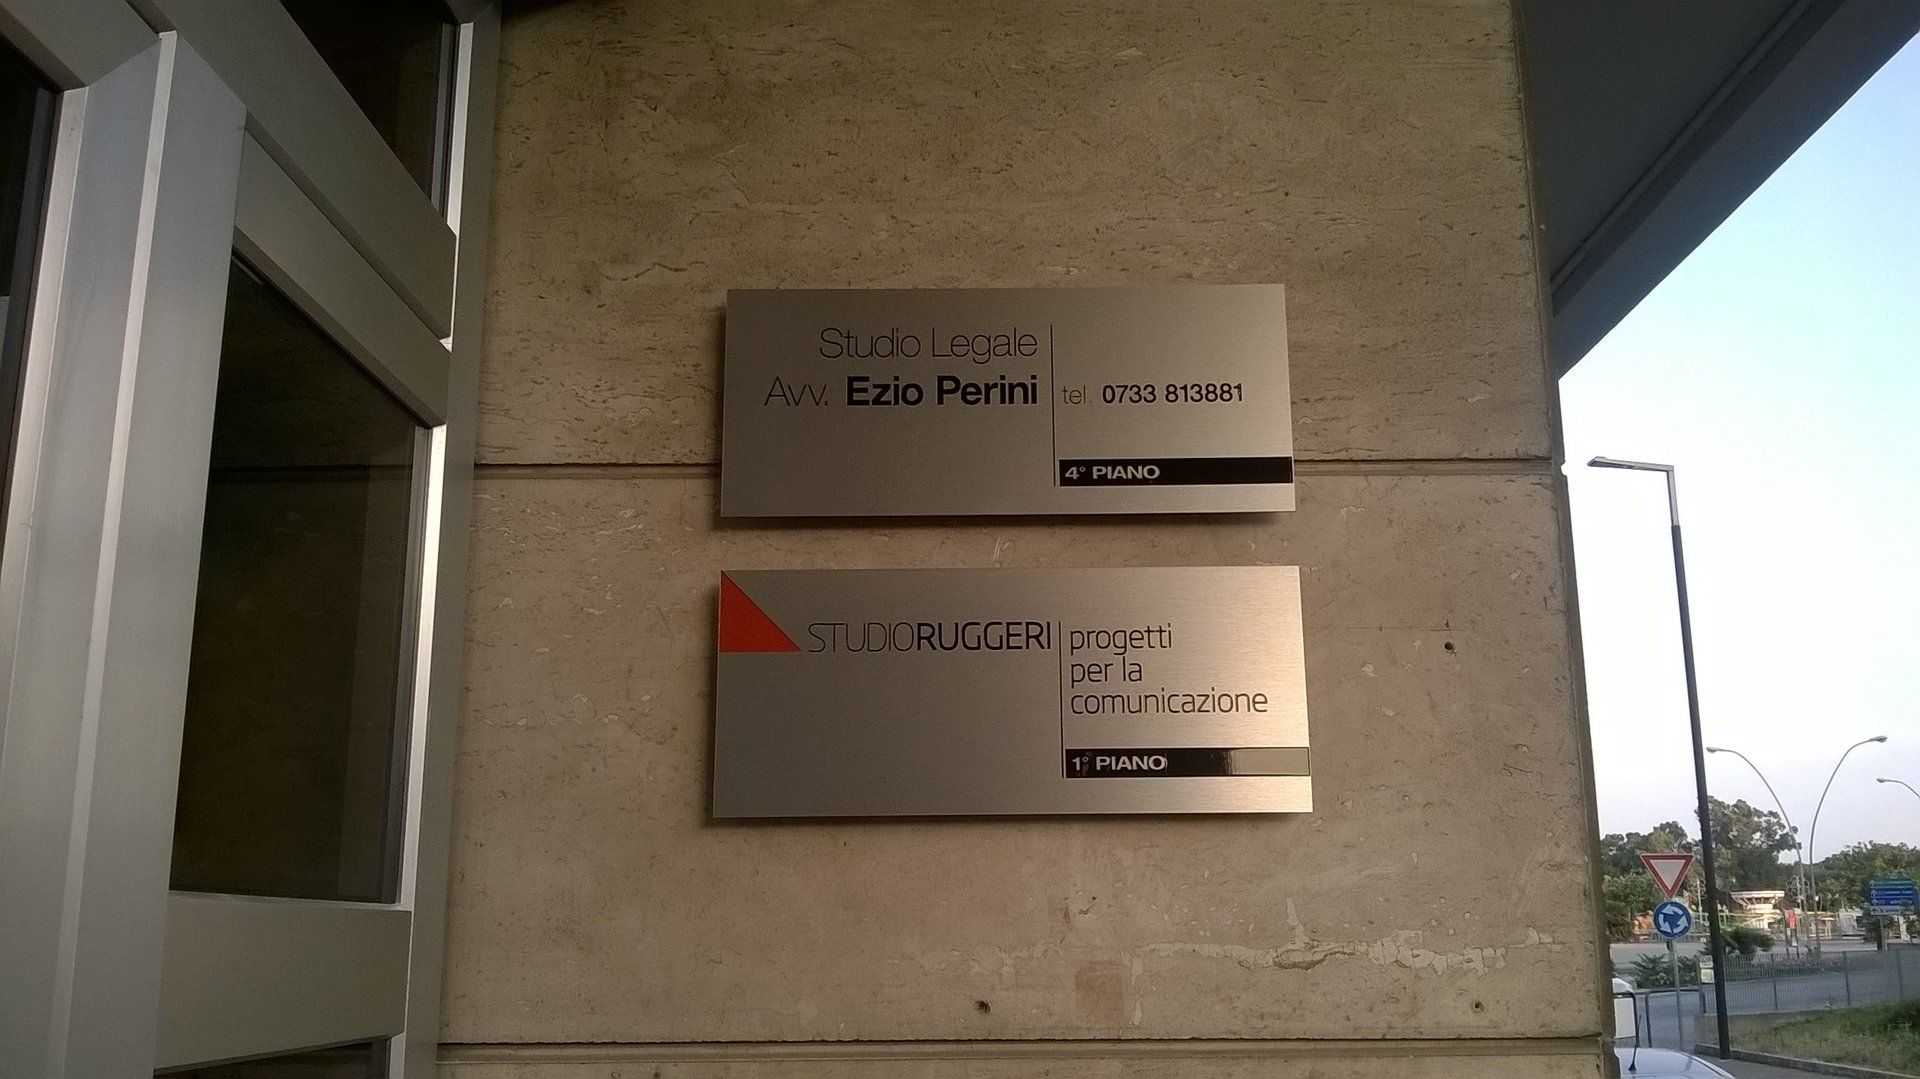 Studio Legale
Avv. Ezio Perini
tel. 0733 813881
4° PIANO
STUDIORUGGERI
progetti
per la
comunicazione
1° PIANO